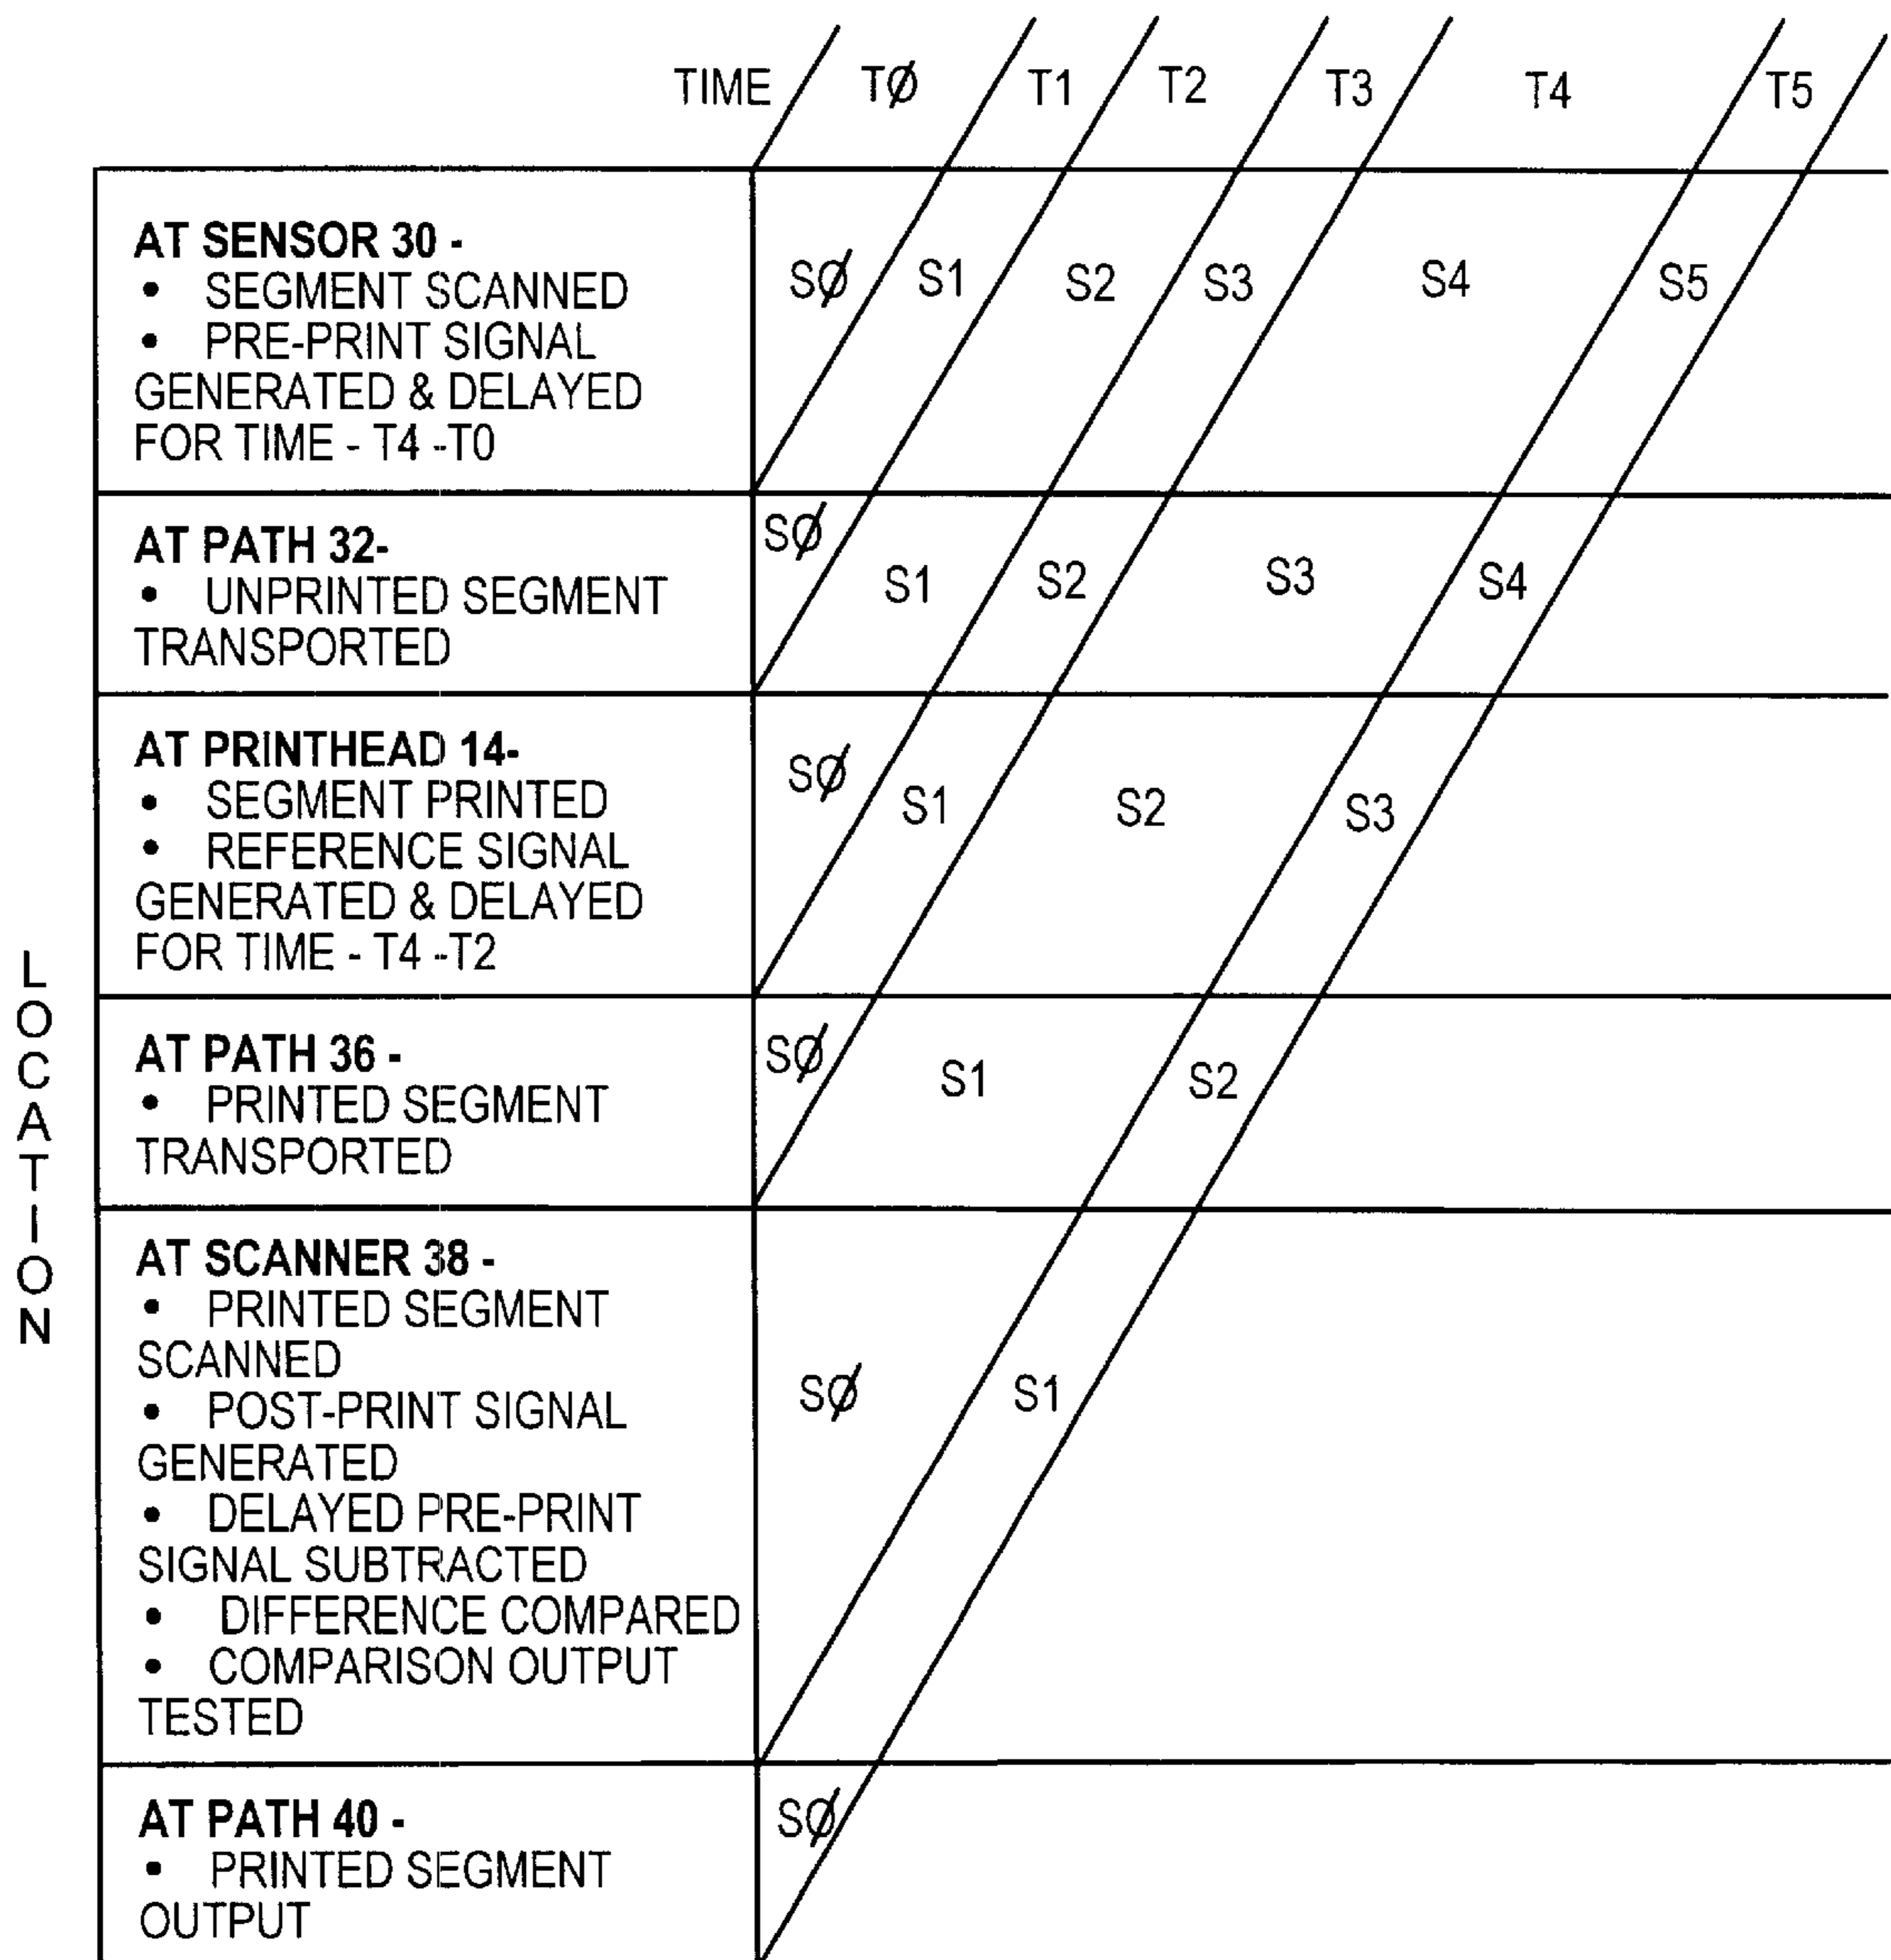 TIME TØ T1 T2 T3 T4 T5
AT SENSOR 30 -
• SEGMENT SCANNED
• PRE-PRINT SIGNAL
GENERATED & DELAYED
FOR TIME - T4 -T0
SØ S1 S2 S3 S4 S5
AT PATH 32-
• UNPRINTED SEGMENT
TRANSPORTED
SØ S1 S2 S3 S4
AT PRINTHEAD 14-
• SEGMENT PRINTED
• REFERENCE SIGNAL
GENERATED & DELAYED
FOR TIME - T4 -T2
SØ S1 S2 S3
AT PATH 36 -
• PRINTED SEGMENT
TRANSPORTED
SØ S1 S2
AT SCANNER 38 -
• PRINTED SEGMENT
SCANNED
• POST-PRINT SIGNAL
GENERATED
• DELAYED PRE-PRINT
SIGNAL SUBTRACTED
• DIFFERENCE COMPARED
• COMPARISON OUTPUT
TESTED
SØ S1
AT PATH 40 -
• PRINTED SEGMENT
OUTPUT
SØ
LOCATION